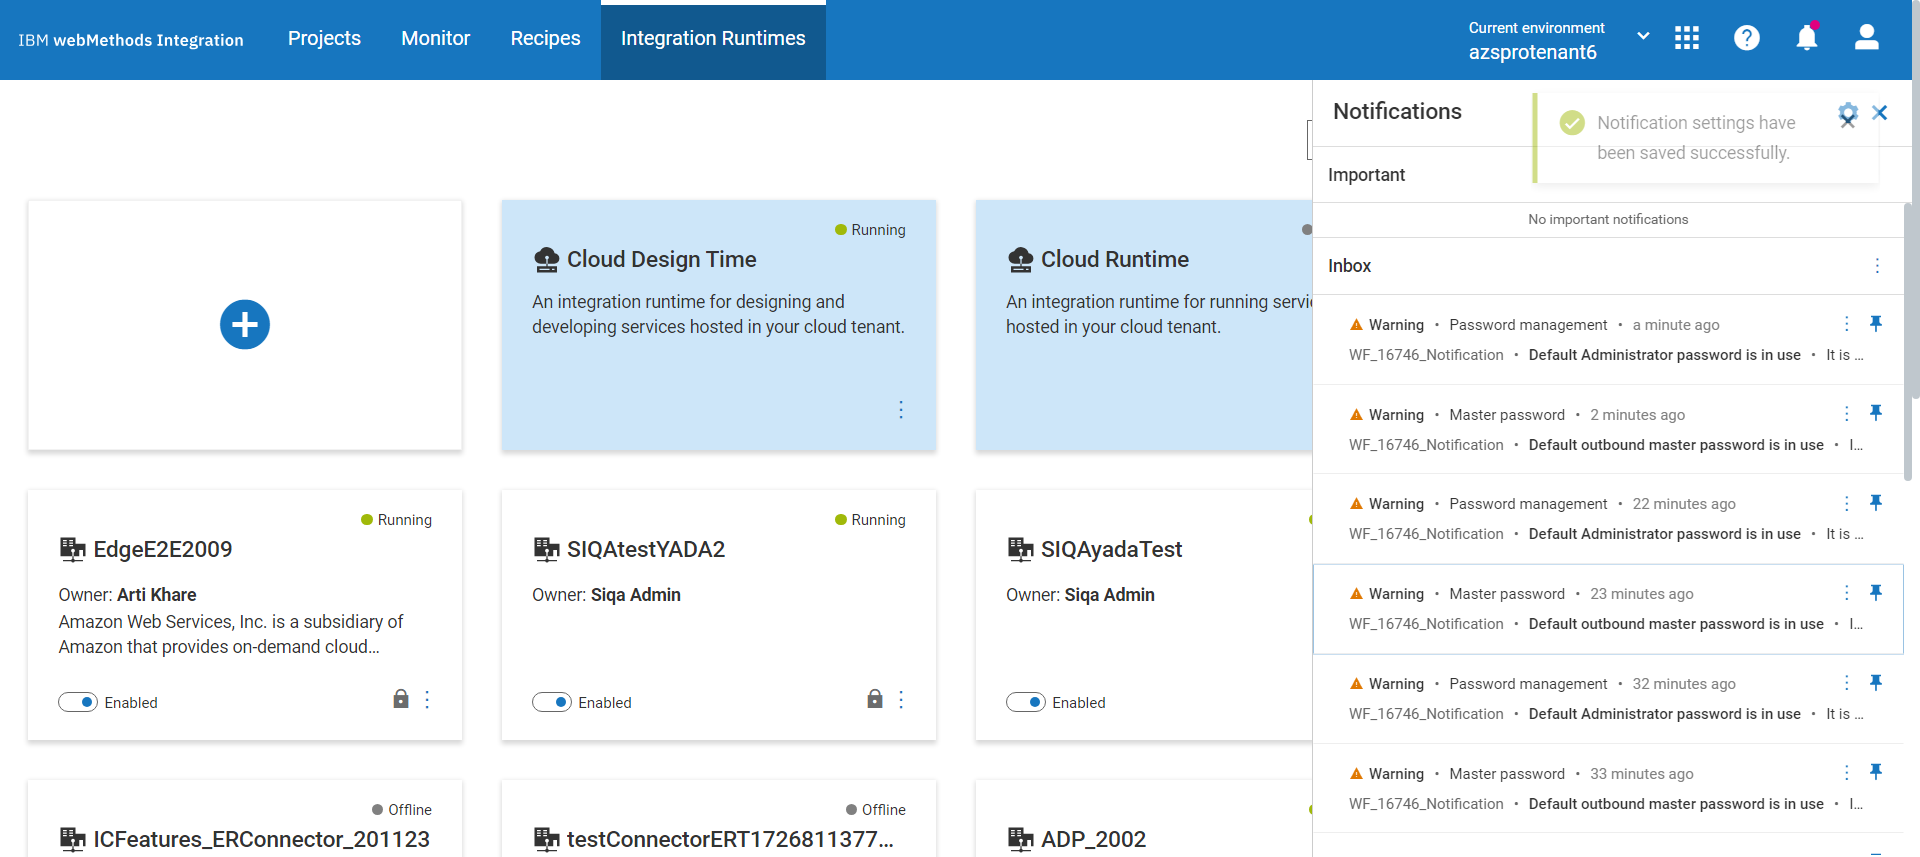 IBM webMethods Integration
Projects
Monitor
Recipes
Integration Runtimes
Current environment
azsprotenant6
Notifications
Notification settings have
been saved successfully.
Important
No important notifications
Inbox
Running
Cloud Design Time
An integration runtime for designing and
developing services hosted in your cloud tenant.
Cloud Runtime
An integration runtime for running servi
hosted in your cloud tenant.
Running
EdgeE2E2009
Owner: Arti Khare
Amazon Web Services, Inc. is a subsidiary of
Amazon that provides on-demand cloud...
Enabled
Running
SIQAtestYADA2
Owner: Siqa Admin
Enabled
SIQAyadaTest
Owner: Siqa Admin
Enabled
Offline
ICFeatures_ERConnector_201123
Offline
testConnectorERT1726811377...
ADP_2002
Warning • Password management • a minute ago
WF_16746_Notification • Default Administrator password is in use • It is ...
Warning • Master password • 2 minutes ago
WF_16746_Notification • Default outbound master password is in use • I...
Warning • Password management • 22 minutes ago
WF_16746_Notification • Default Administrator password is in use • It is ...
Warning • Master password • 23 minutes ago
WF_16746_Notification • Default outbound master password is in use • I...
Warning • Password management • 32 minutes ago
WF_16746_Notification • Default Administrator password is in use • It is ...
Warning • Master password • 33 minutes ago
WF_16746_Notification • Default outbound master password is in use • I...